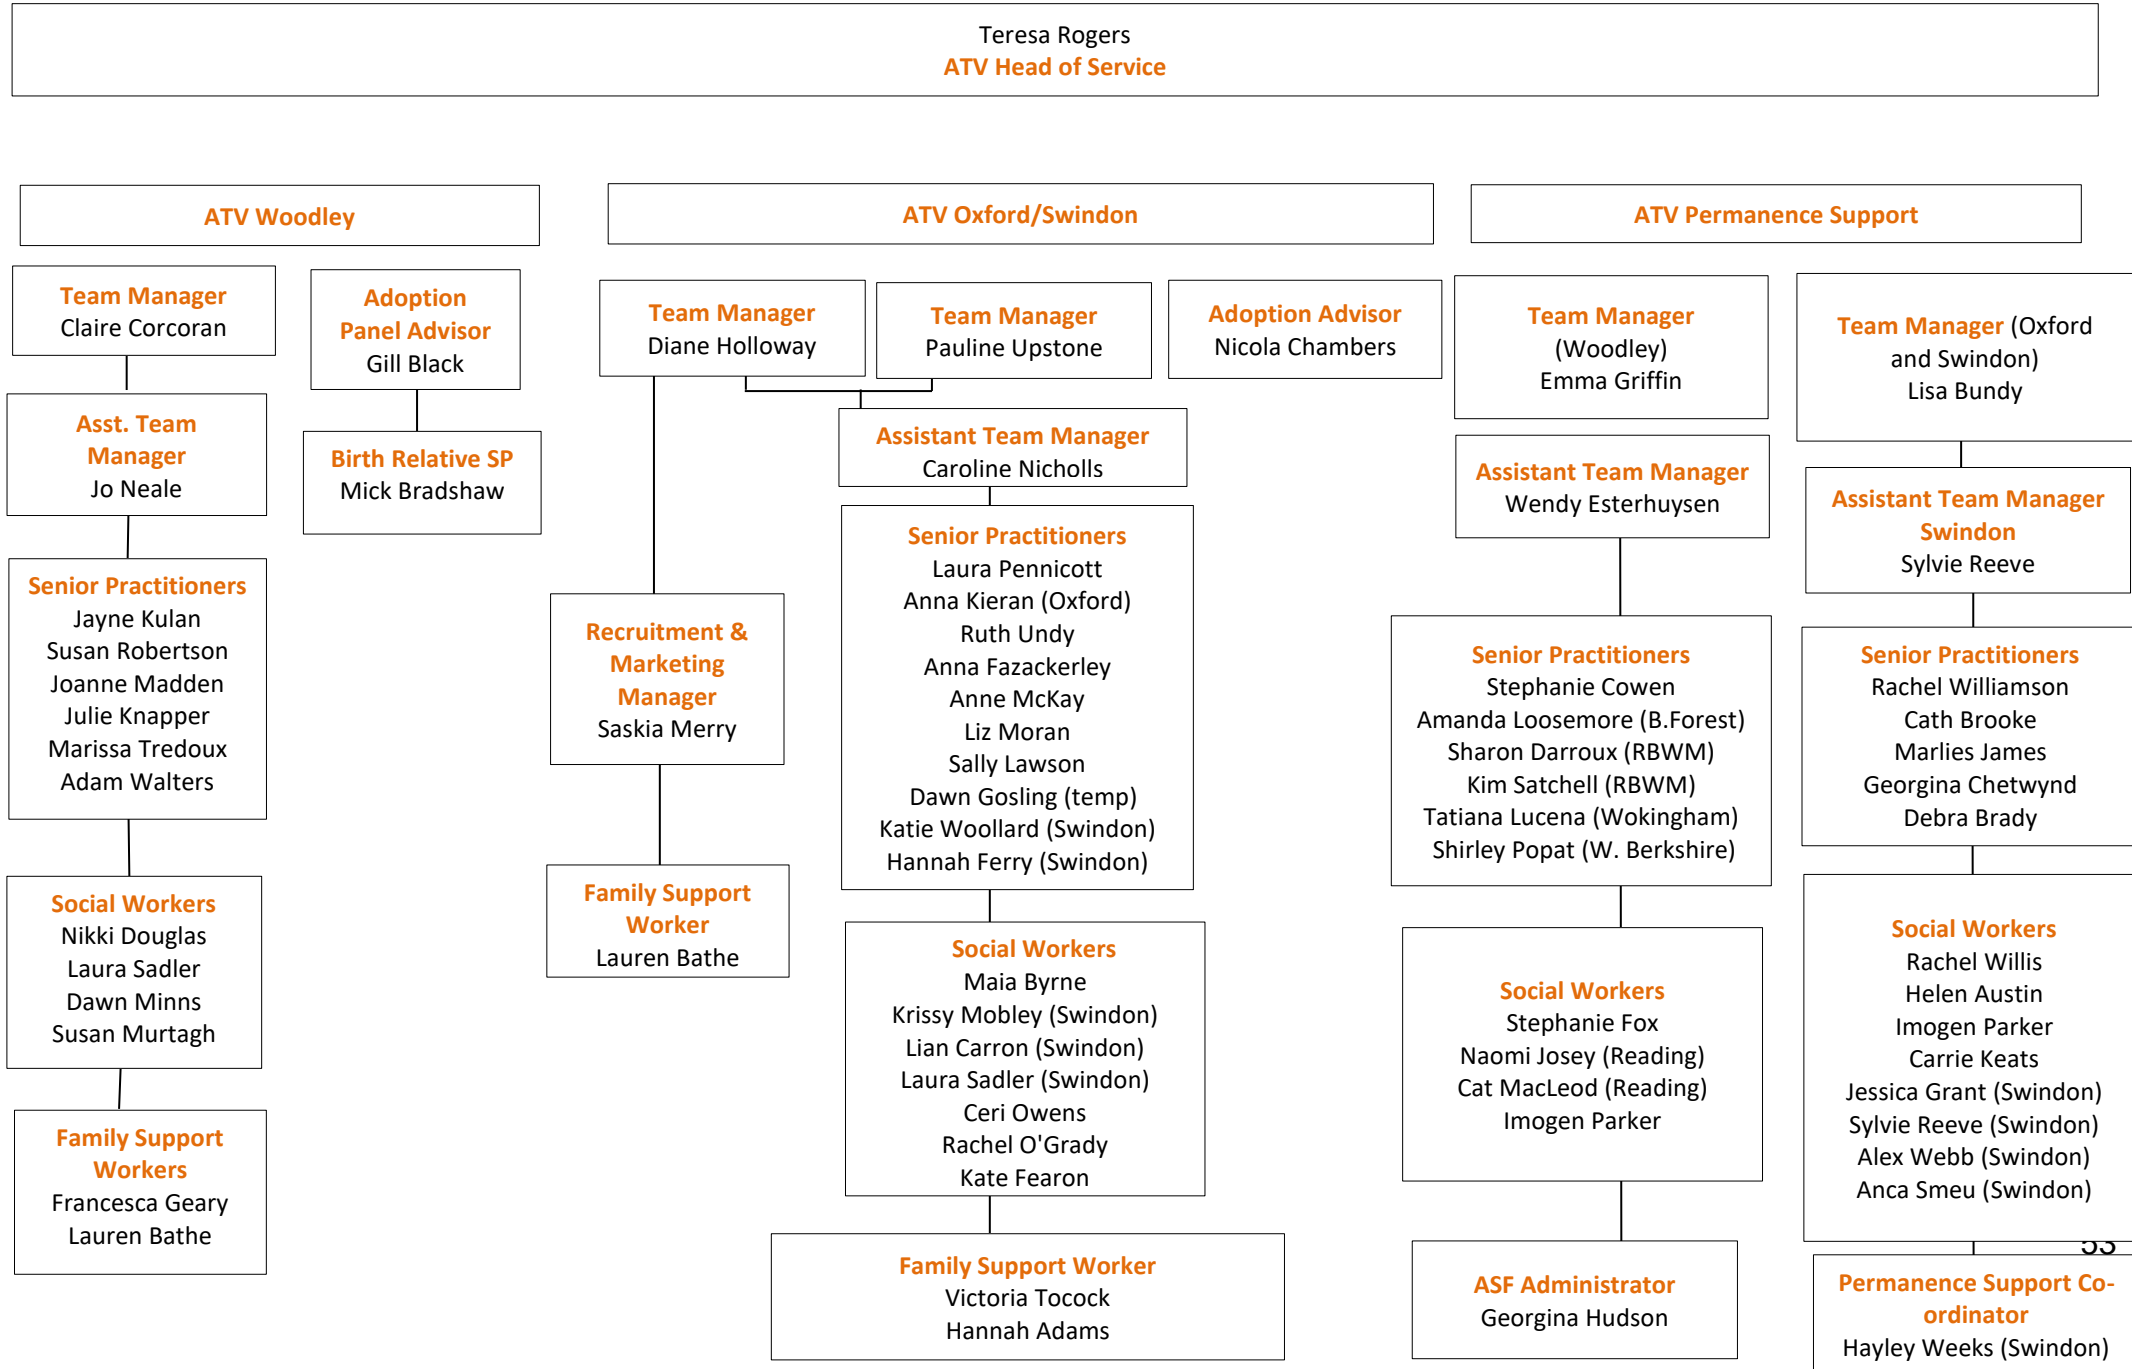 Teresa Rogers
ATV Head of Service
ATV Woodley
Team Manager
Claire Corcoran
Asst. Team
Manager
Jo Neale
Senior Practitioners
Jayne Kulan
Susan Robertson
Joanne Madden
Julie Knapper
Marissa Tredoux
Adam Walters
Social Workers
Nikki Douglas
Laura Sadler
Dawn Minns
Susan Murtagh
Family Support
Workers
Francesca Geary
Lauren Bathe
Adoption
Panel Advisor
Gill Black
Birth Relative SP
Mick Bradshaw
ATV Oxford/Swindon
Team Manager
Diane Holloway
Team Manager
Pauline Upstone
Adoption Advisor
Nicola Chambers
Recruitment &
Marketing
Manager
Saskia Merry
Family Support
Worker
Lauren Bathe
Assistant Team Manager
Caroline Nicholls
Senior Practitioners
Laura Pennicott
Anna Kieran (Oxford)
Ruth Undy
Anna Fazackerley
Anne McKay
Liz Moran
Sally Lawson
Dawn Gosling (temp)
Katie Woollard (Swindon)
Hannah Ferry (Swindon)
Social Workers
Maia Byrne
Krissy Mobley (Swindon)
Lian Carron (Swindon)
Laura Sadler (Swindon)
Ceri Owens
Rachel O'Grady
Kate Fearon
Family Support Worker
Victoria Tocock
Hannah Adams
ATV Permanence Support
Team Manager
(Woodley)
Emma Griffin
Assistant Team Manager
Wendy Esterhuysen
Senior Practitioners
Stephanie Cowen
Amanda Loosemore (B.Forest)
Sharon Darroux (RBWM)
Kim Satchell (RBWM)
Tatiana Lucena (Wokingham)
Shirley Popat (W. Berkshire)
Social Workers
Stephanie Fox
Naomi Josey (Reading)
Cat MacLeod (Reading)
Imogen Parker
ASF Administrator
Georgina Hudson
Team Manager (Oxford
and Swindon)
Lisa Bundy
Assistant Team Manager
Swindon
Sylvie Reeve
Senior Practitioners
Rachel Williamson
Cath Brooke
Marlies James
Georgina Chetwynd
Debra Brady
Social Workers
Rachel Willis
Helen Austin
Imogen Parker
Carrie Keats
Jessica Grant (Swindon)
Sylvie Reeve (Swindon)
Alex Webb (Swindon)
Anca Smeu (Swindon)
53
Permanence Support Co-
ordinator
Hayley Weeks (Swindon)